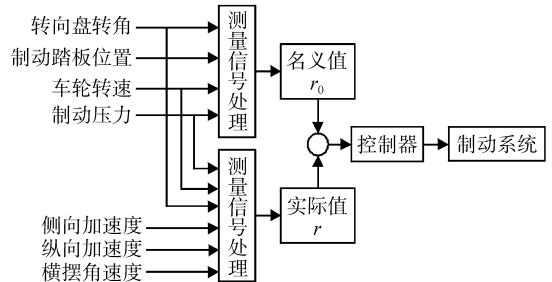 转向盘转角
制动踏板位置
车轮转速
制动压力
测量信号处理
名义值
r₀
控制器
制动系统
测量信号处理
实际值
r
侧向加速度
纵向加速度
横摆角速度